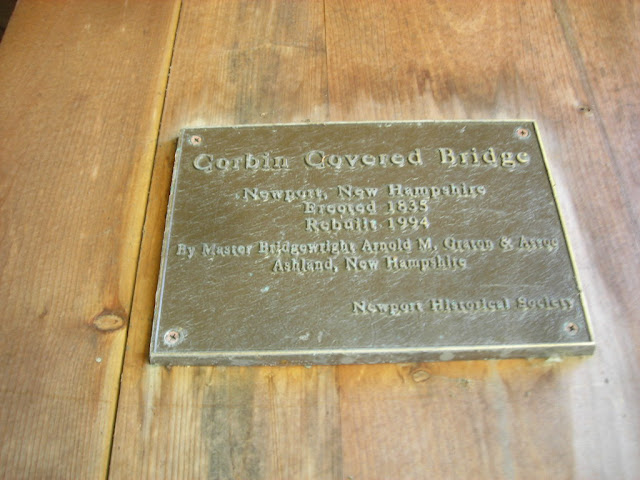 Corbin Covered Bridge
Newport, New Hampshire
Erected 1835
Rebuilt 1994
By Master Bridgewright Arnold M. Graton & Assoc
Ashland, New Hampshire
Newport Historical Society